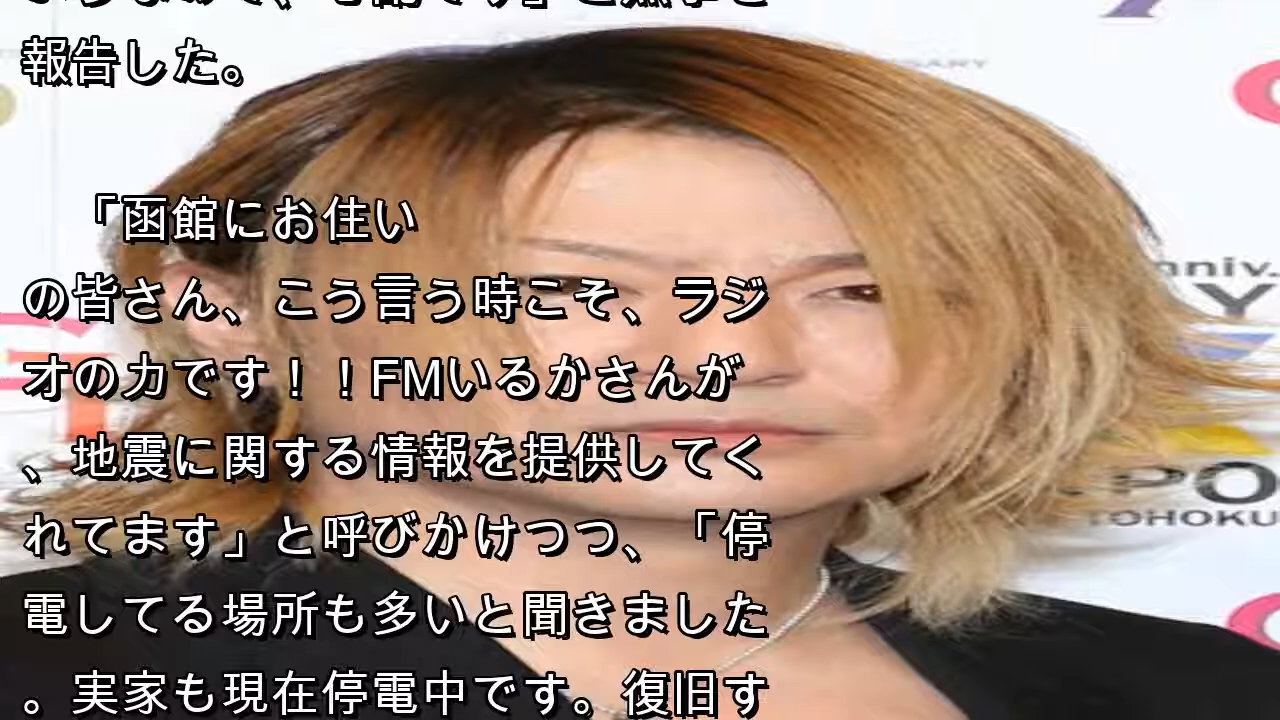 報告した。
「函館にお住い
の皆さん、こう言う時こそ、ラジ
オの力です！！FMいるかさんが
、地震に関する情報を提供してく
れてます」と呼びかけつつ、「停
電してる場所も多いと聞きました
。実家も現在停電中です。復旧す
nniv.
TOHOKU